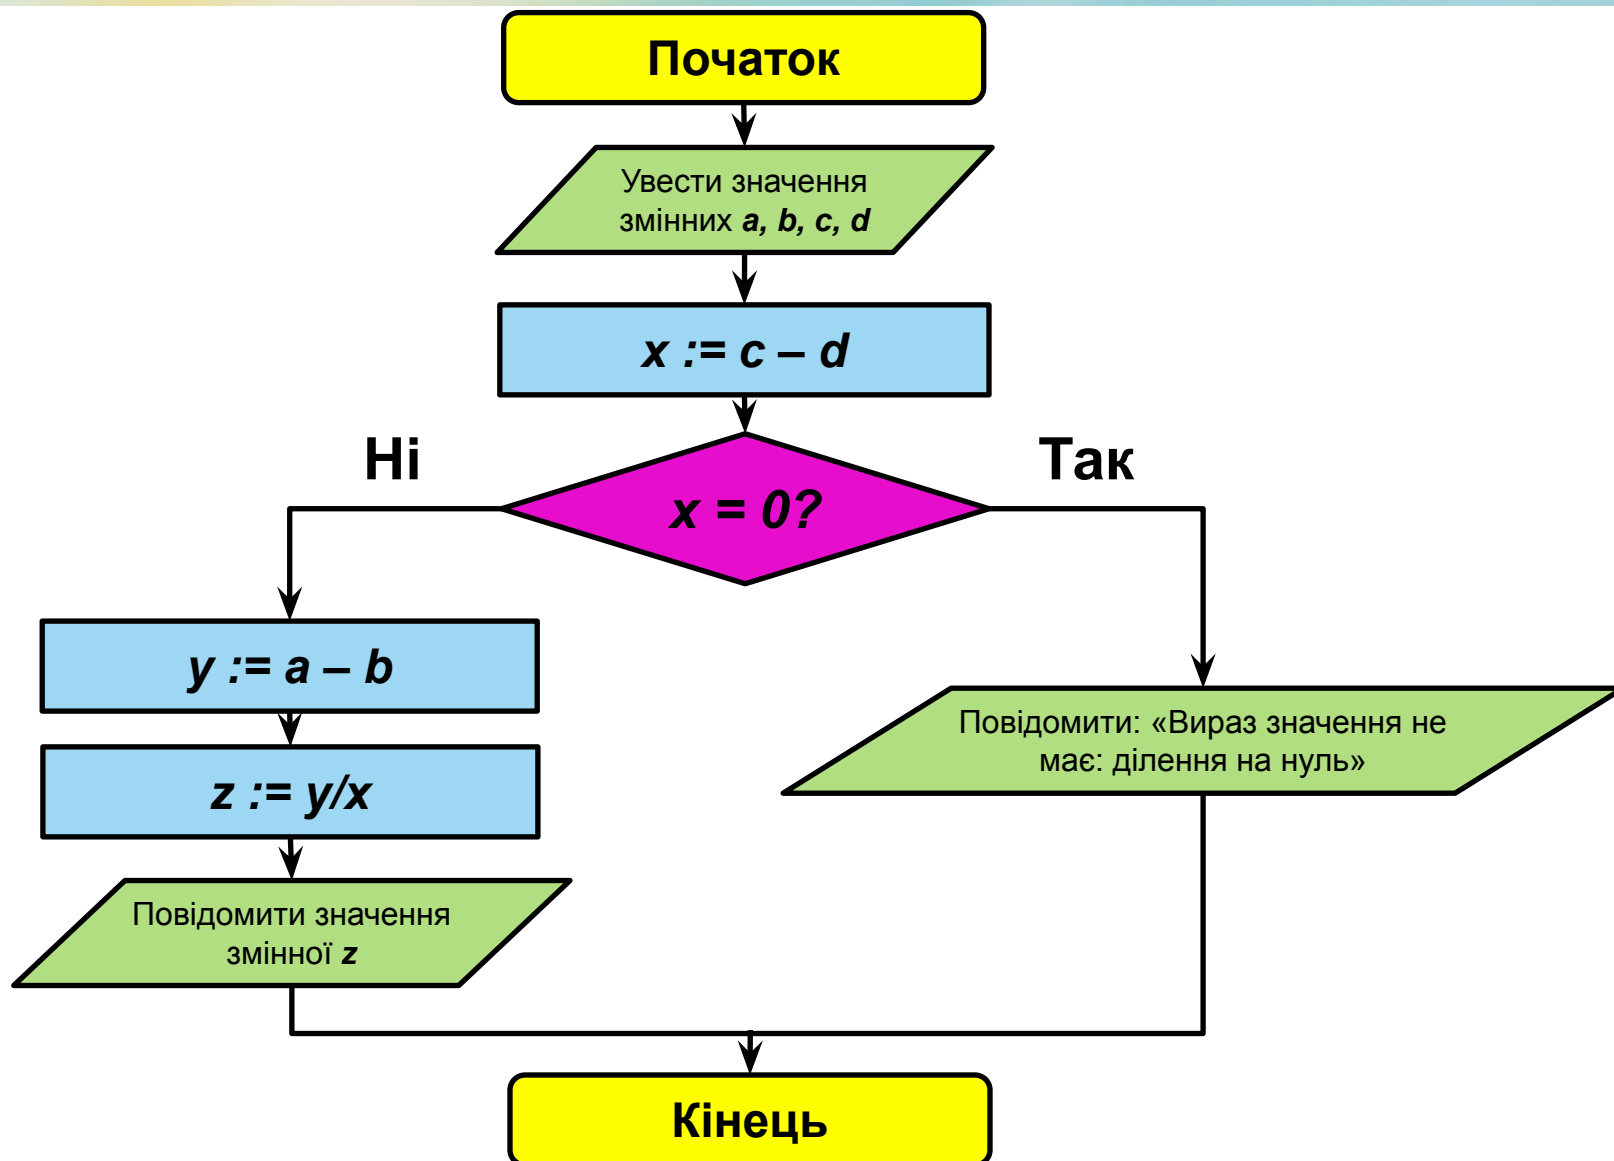 Початок
Увести значення
змінних a, b, c, d
x := c – d
Ні
Так
x = 0?
y := a – b
z := y/x
Повідомити значення
змінної z
Повідомити: «Вираз значення не
має: ділення на нуль»
Кінець